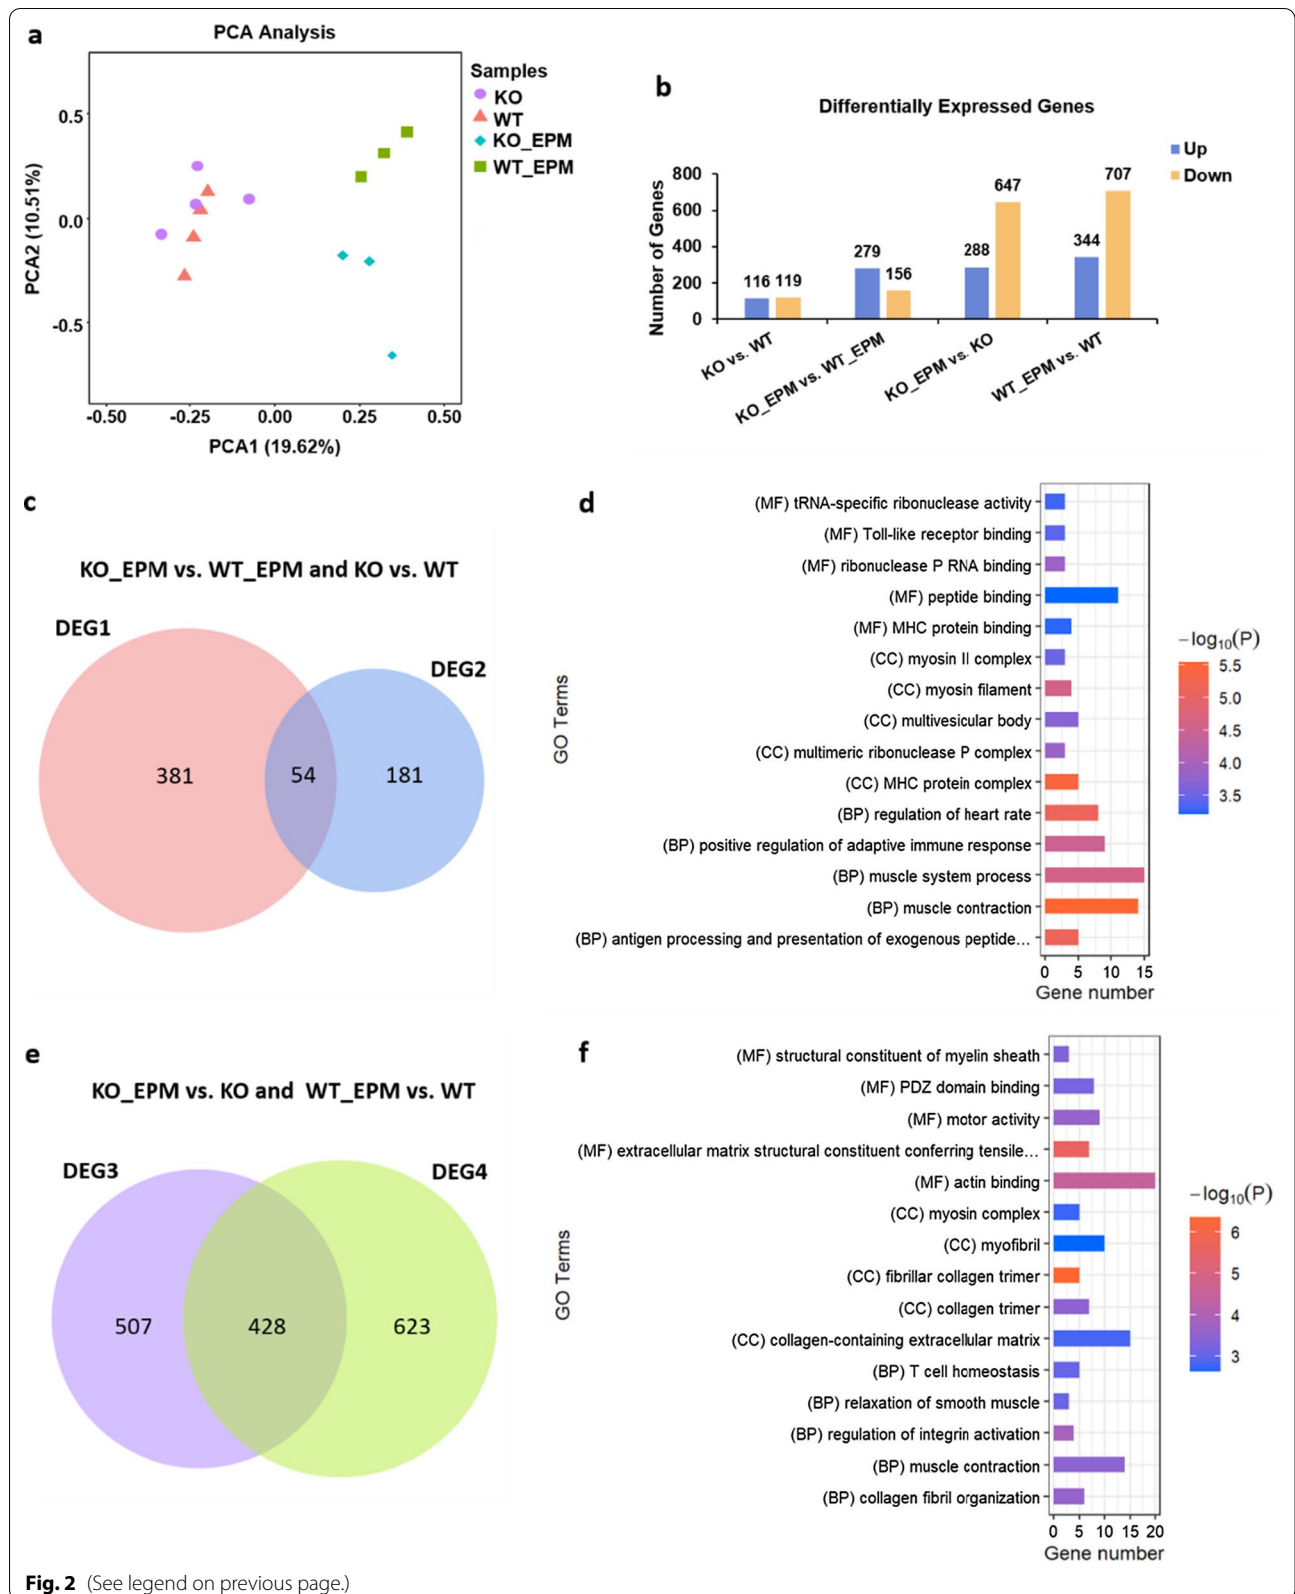 a
PCA Analysis
Samples
KO
WT
KO_EPM
WT_EPM
0.5
0.0
-0.5
PCA2 (10.51%)
-0.50 -0.25 0.00 0.25 0.50
PCA1 (19.62%)
b
Differentially Expressed Genes
Up
Down
Number of Genes
800
600
400
200
0
116 119
279
156
288
647
344
707
KO vs. WT
KO_EPM vs. WT_EPM
KO_EPM vs. KO
WT_EPM vs. WT
c
KO_EPM vs. WT_EPM and KO vs. WT
DEG1
DEG2
381
54
181
d
GO Terms
(MF) tRNA-specific ribonuclease activity
(MF) Toll-like receptor binding
(MF) ribonuclease P RNA binding
(MF) peptide binding
(MF) MHC protein binding
(CC) myosin II complex
(CC) myosin filament
(CC) multivesicular body
(CC) multimeric ribonuclease P complex
(CC) MHC protein complex
(BP) regulation of heart rate
(BP) positive regulation of adaptive immune response
(BP) muscle system process
(BP) muscle contraction
(BP) antigen processing and presentation of exogenous peptide...
0 5 10 15
Gene number
−log10(P)
5.5
5.0
4.5
4.0
3.5
e
KO_EPM vs. KO and WT_EPM vs. WT
DEG3
DEG4
507
428
623
f
GO Terms
(MF) structural constituent of myelin sheath
(MF) PDZ domain binding
(MF) motor activity
(MF) extracellular matrix structural constituent conferring tensile...
(MF) actin binding
(CC) myosin complex
(CC) myofibril
(CC) fibrillar collagen trimer
(CC) collagen trimer
(CC) collagen-containing extracellular matrix
(BP) T cell homeostasis
(BP) relaxation of smooth muscle
(BP) regulation of integrin activation
(BP) muscle contraction
(BP) collagen fibril organization
0 5 10 15 20
Gene number
−log10(P)
6
5
4
3
Fig. 2 (See legend on previous page.)